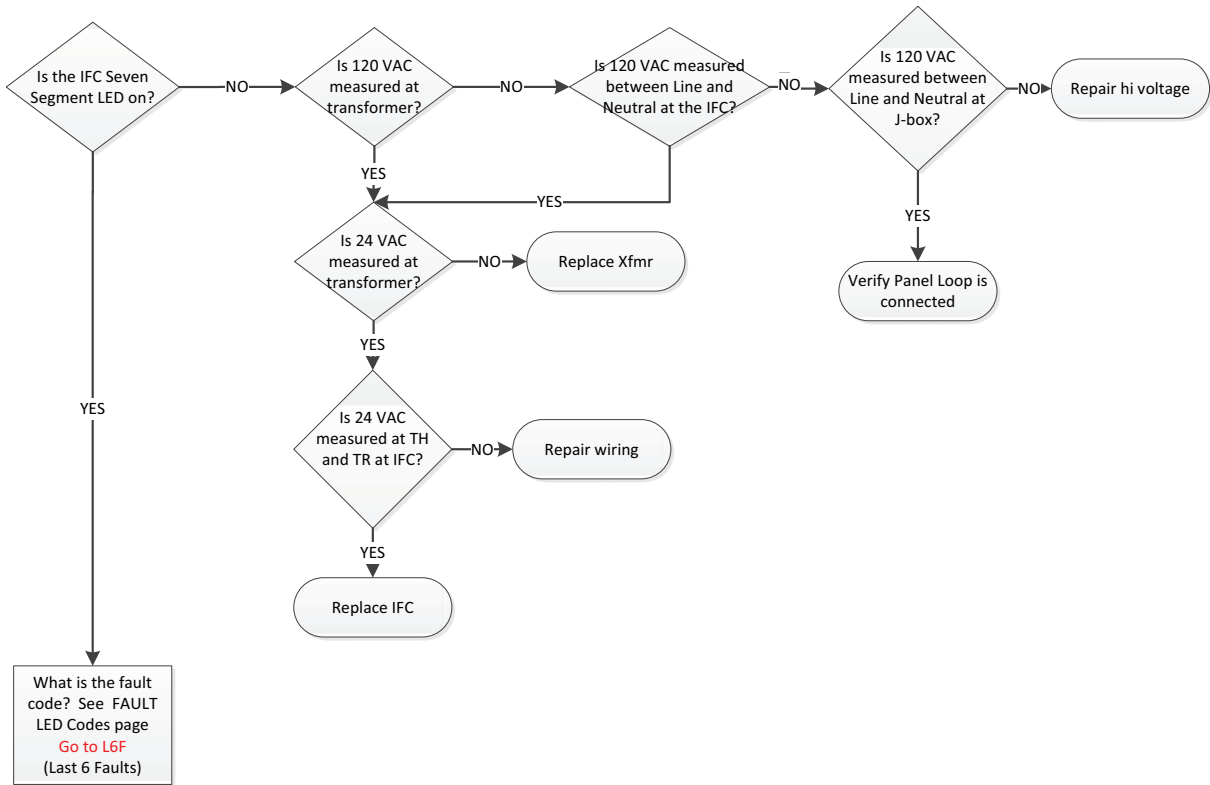 Is the IFC Seven
Segment LED on?
NO
Is 120 VAC
measured at
transformer?
NO
Is 120 VAC measured
between Line and
Neutral at the IFC?
NO
Is 120 VAC
measured between
Line and Neutral at
J-box?
NO
Repair hi voltage
YES
YES
YES
Is 24 VAC
measured at
transformer?
NO
Replace Xfmr
Verify Panel Loop is
connected
YES
YES
Is 24 VAC
measured at TH
and TR at IFC?
NO
Repair wiring
YES
Replace IFC
What is the fault
code? See FAULT
LED Codes page
Go to L6F
(Last 6 Faults)